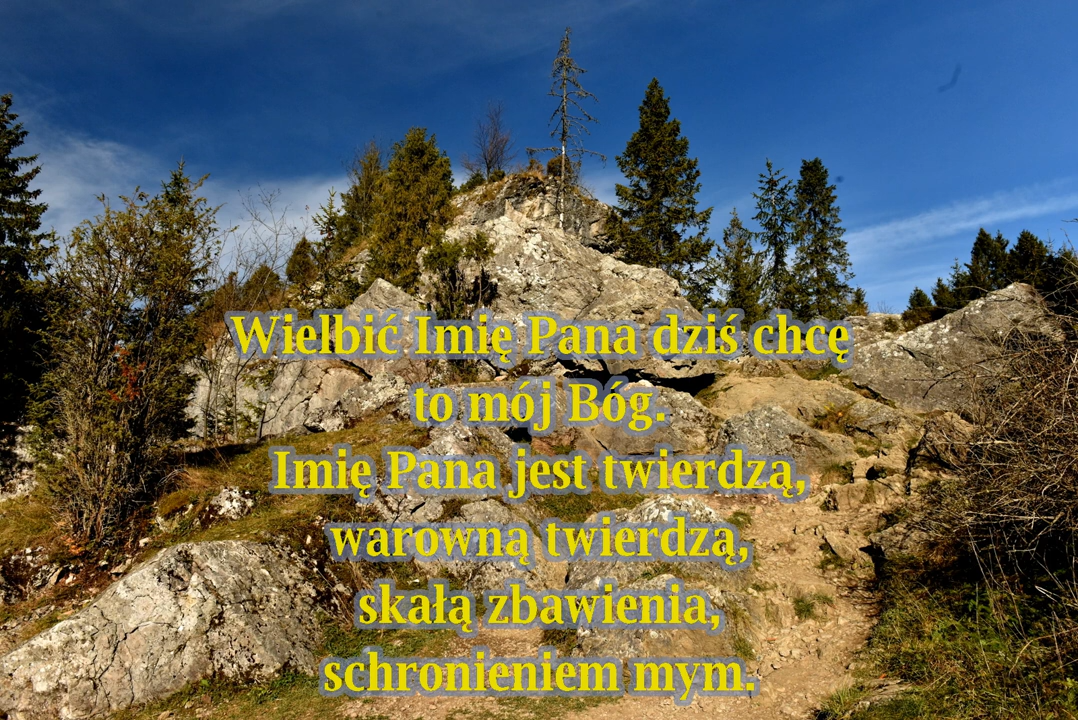 Wielbić Imię Pana dziś chcę
to mój Bóg.
Imię Pana jest twierdzą,
warowną twierdzą,
skałą zbawienia,
schronieniem mym.